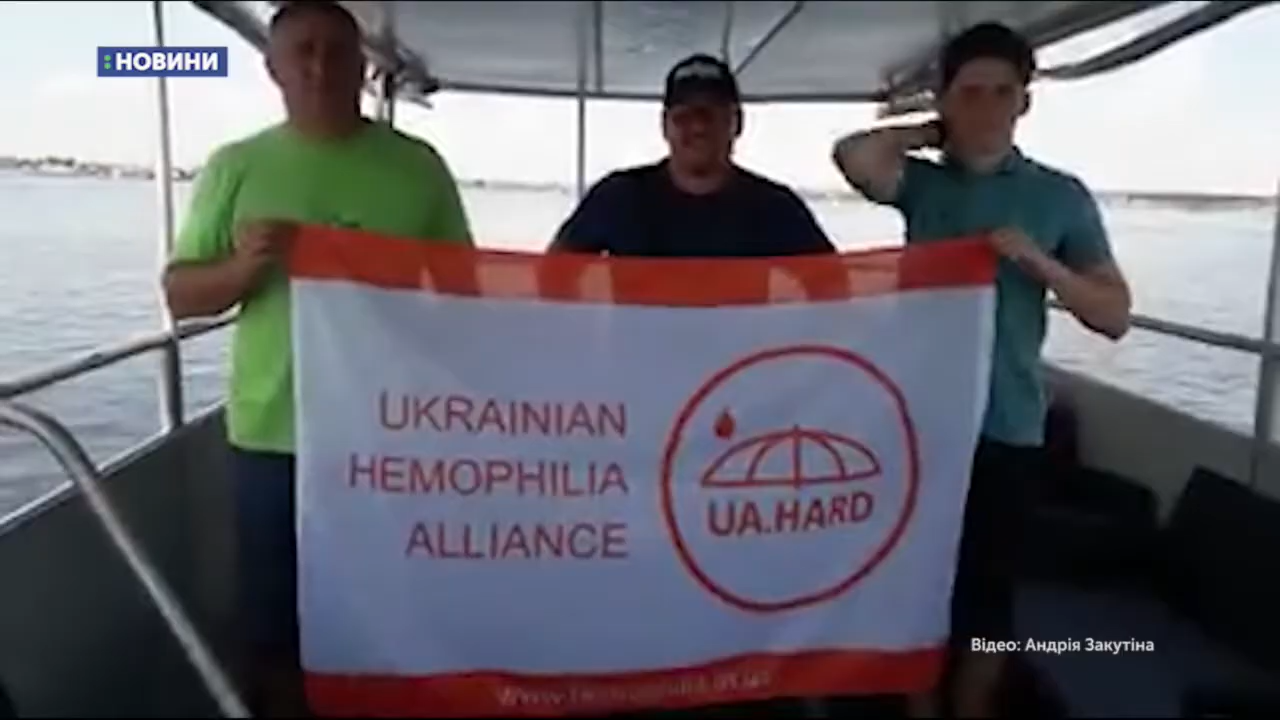 :НОВИНИ
UKRAINIAN
HEMOPHILIA
ALLIANCE
UA.HARD
Відео: Андрія Закутіна